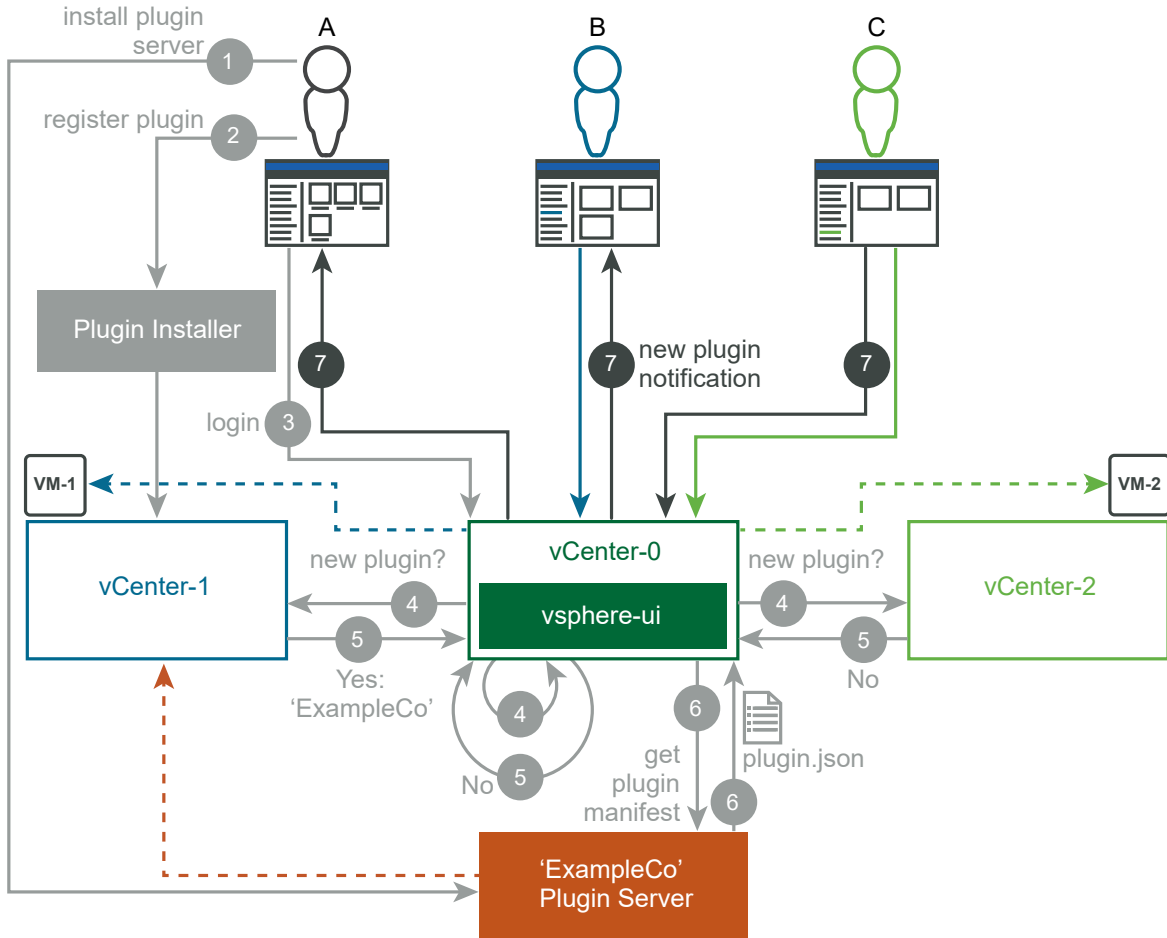 install plugin
server
1
A
B
C
register plugin
2
Plugin Installer
7
7
new plugin
notification
7
login
3
VM-1
VM-2
vCenter-1
new plugin?
vCenter-0
new plugin?
vCenter-2
4
vsphere-ui
4
5
5
Yes:
‘ExampleCo’
No
4
6
No
5
get
plugin
manifest
plugin.json
6
‘ExampleCo’
Plugin Server